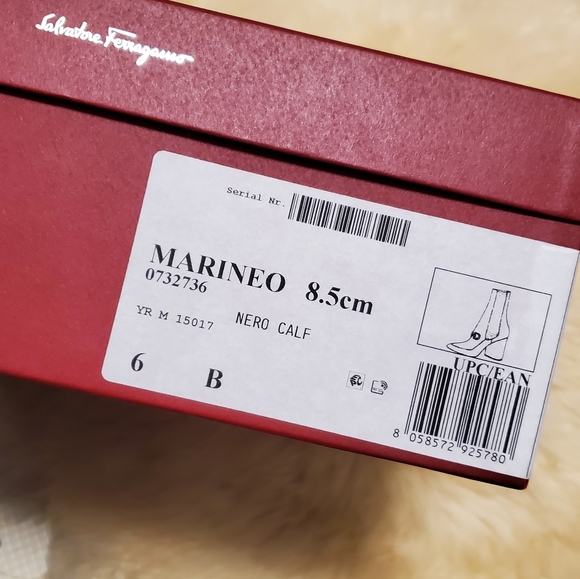 Salvatore Ferragamo
Serial Nr.
MARINEO 8.5cm
0732736
YR M 15017 NERO CALF
6 B
UPC/EAN
8 058572 925780